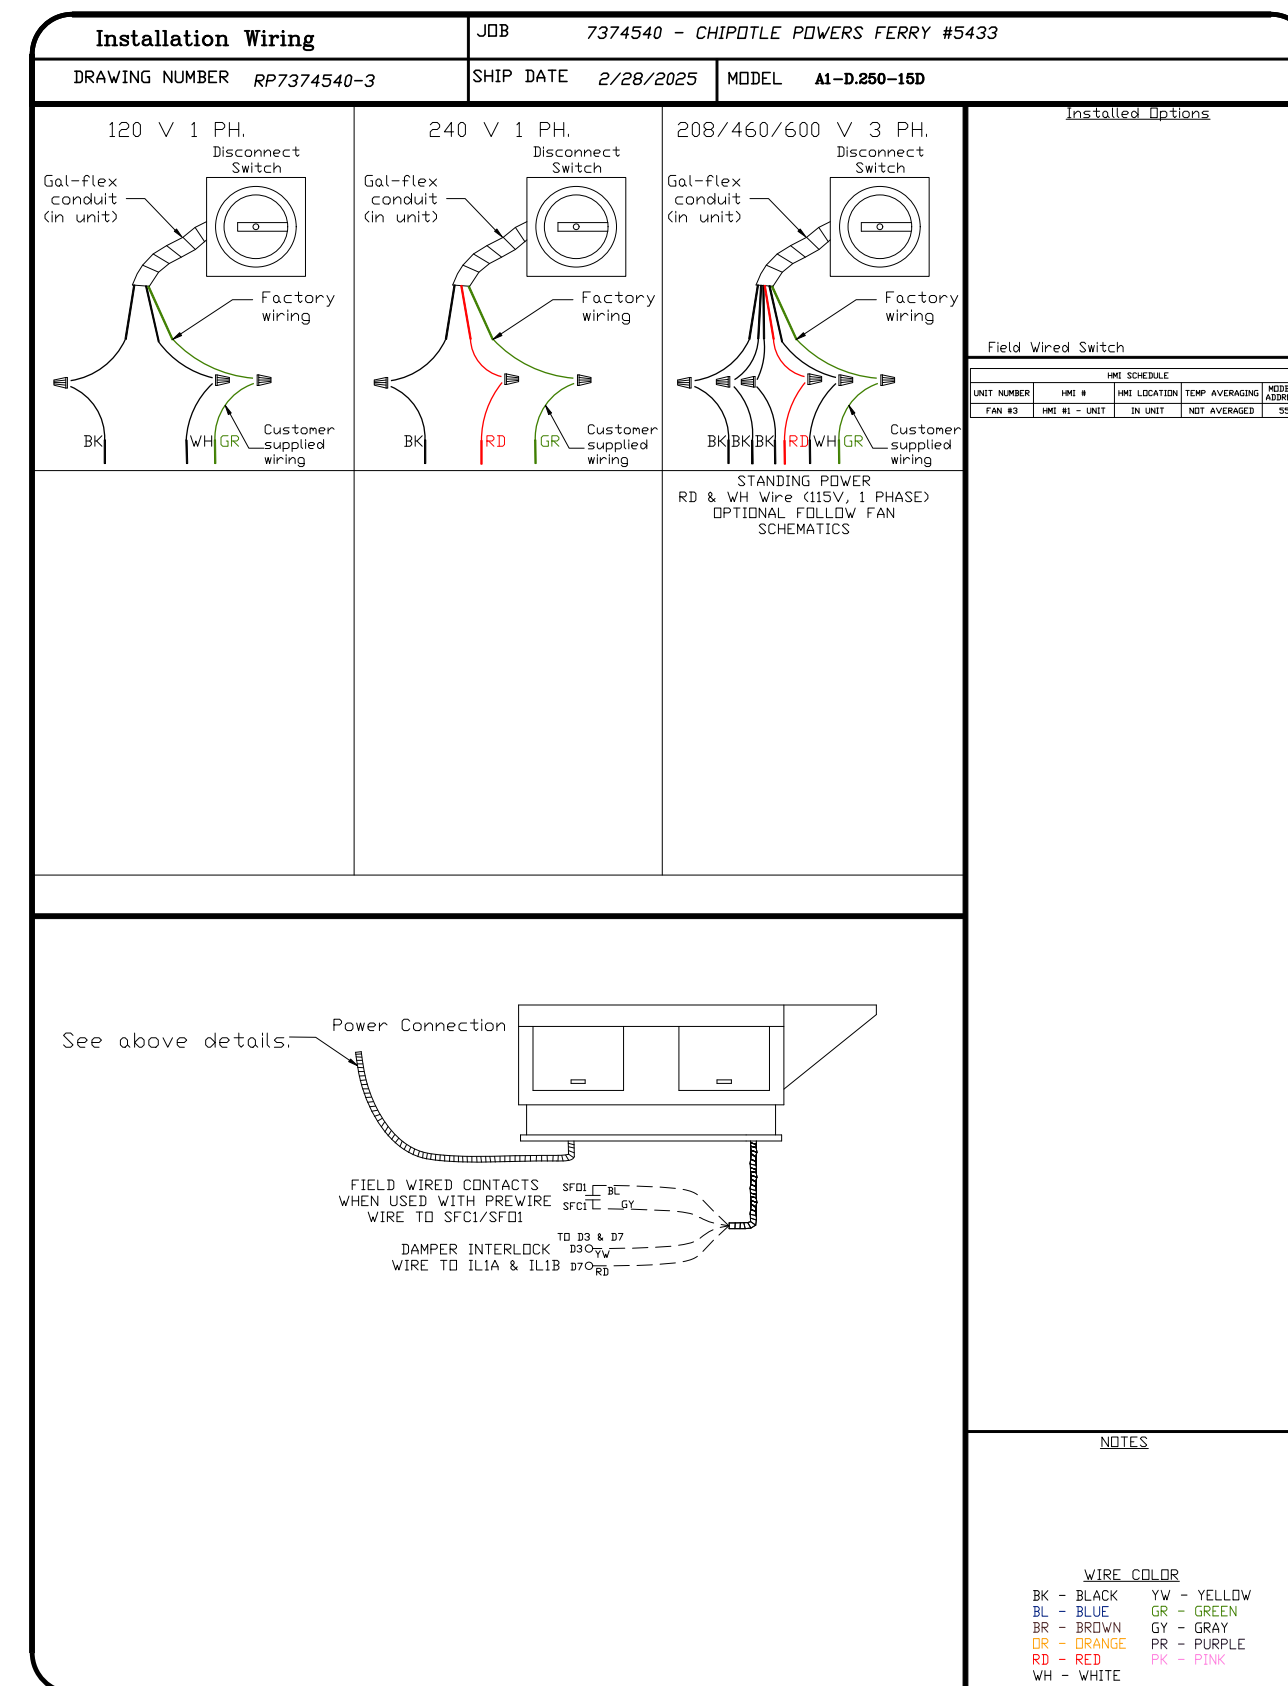 Installation Wiring
JOB 7374540 - CHIPOTLE POWERS FERRY #5433
DRAWING NUMBER RP7374540-3
SHIP DATE 2/28/2025
MODEL A1-D.250-15D
120 V 1 PH.
Disconnect
Switch
Gal-flex
conduit
(in unit)
Factory
wiring
BK WH GR
Customer
supplied
wiring
240 V 1 PH.
Disconnect
Switch
Gal-flex
conduit
(in unit)
Factory
wiring
BK RD GR
Customer
supplied
wiring
208/460/600 V 3 PH.
Disconnect
Switch
Gal-flex
conduit
(in unit)
Factory
wiring
BK BK BK RD WH GR
Customer
supplied
wiring
STANDING POWER
RD & WH Wire (115V, 1 PHASE)
OPTIONAL FOLLOW FAN
SCHEMATICS
Installed Options
Field Wired Switch
HMI SCHEDULE
UNIT NUMBER HMI # HMI LOCATION TEMP AVERAGING
FAN #3 HMI #1 - UNIT IN UNIT NOT AVERAGED 55
See above details.
Power Connection
FIELD WIRED CONTACTS
WHEN USED WITH PREWIRE
WIRE TO SFC1/SFO1
SFO1 BL
SFC1 GY
TO D3 & D7
DAMPER INTERLOCK D3 YW
WIRE TO IL1A & IL1B D7 RD
NOTES
WIRE COLOR
BK - BLACK YW - YELLOW
BL - BLUE GR - GREEN
BR - BROWN GY - GRAY
OR - ORANGE PR - PURPLE
RD - RED PK - PINK
WH - WHITE